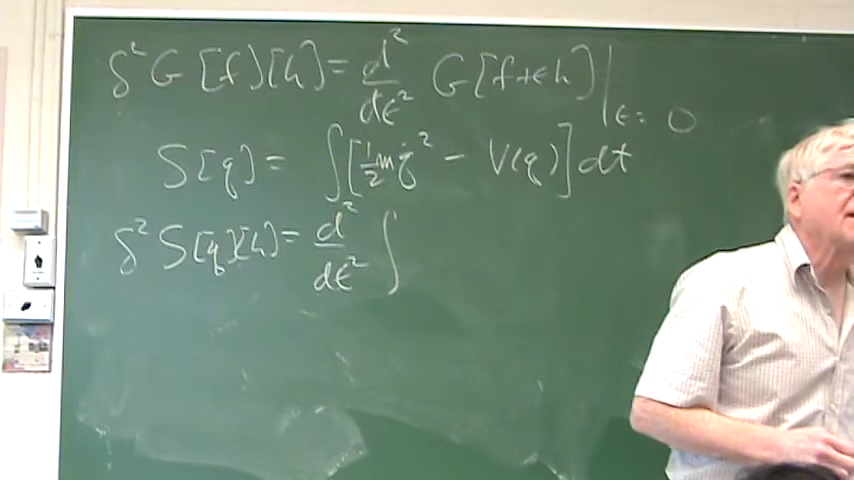 δ²G[f][h] = d²/dϵ² G[f+ϵh]|ϵ=0
S[q] = ∫[½mq̇² − V(q)]dt
δ²S[q][h] = d²/dϵ² ∫